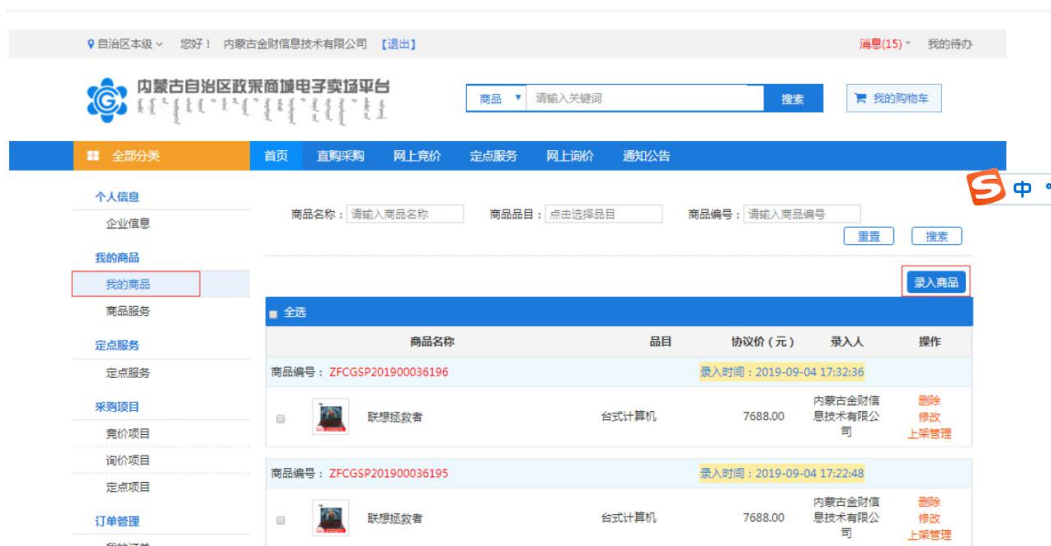 自治区本级 您好！ 内蒙古金财信息技术有限公司 【退出】 消息(15) 我的待办
内蒙古自治区政采商城电子卖场平台
商品 ▼ 请输入关键词 搜索 我的购物车
全部分类 首页 直购采购 网上竞价 定点服务 网上询价 通知公告
中
个人信息
企业信息
我的商品
我的商品
商品服务
定点服务
定点服务
采购项目
竞价项目
询价项目
定点项目
订单管理
我的订单
商品名称： 请输入商品名称 商品品目： 点击选择品目 商品编号： 请输入商品编号
重置 搜索
录入商品
全选
商品名称 品目 协议价（元） 录入人 操作
商品编号： ZFCGSP201900036196 录入时间：2019-09-04 17:32:36
联想拯救者 台式计算机 7688.00
内蒙古金财信
息技术有限公
司
删除
修改
上架管理
商品编号： ZFCGSP201900036195 录入时间：2019-09-04 17:22:48
联想拯救者 台式计算机 7688.00
内蒙古金财信
息技术有限公
司
删除
修改
上架管理